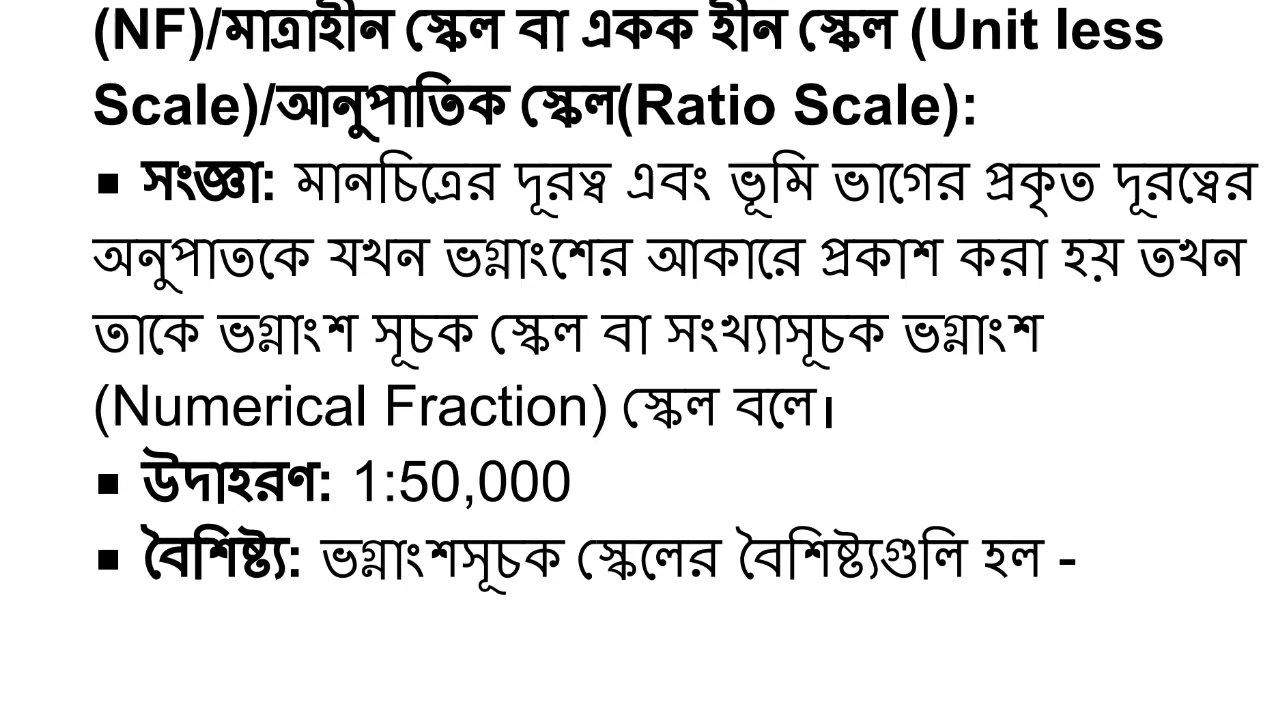 (NF)/মাত্রাহীন স্কেল বা একক হীন স্কেল (Unit less
Scale)/আনুপাতিক স্কেল(Ratio Scale):
▪ সংজ্ঞা: মানচিত্রের দূরত্ব এবং ভূমি ভাগের প্রকৃত দূরত্বের
অনুপাতকে যখন ভগ্নাংশের আকারে প্রকাশ করা হয় তখন
তাকে ভগ্নাংশ সূচক স্কেল বা সংখ্যাসূচক ভগ্নাংশ
(Numerical Fraction) স্কেল বলে।
▪ উদাহরণ: 1:50,000
▪ বৈশিষ্ট্য: ভগ্নাংশসূচক স্কেলের বৈশিষ্ট্যগুলি হল -